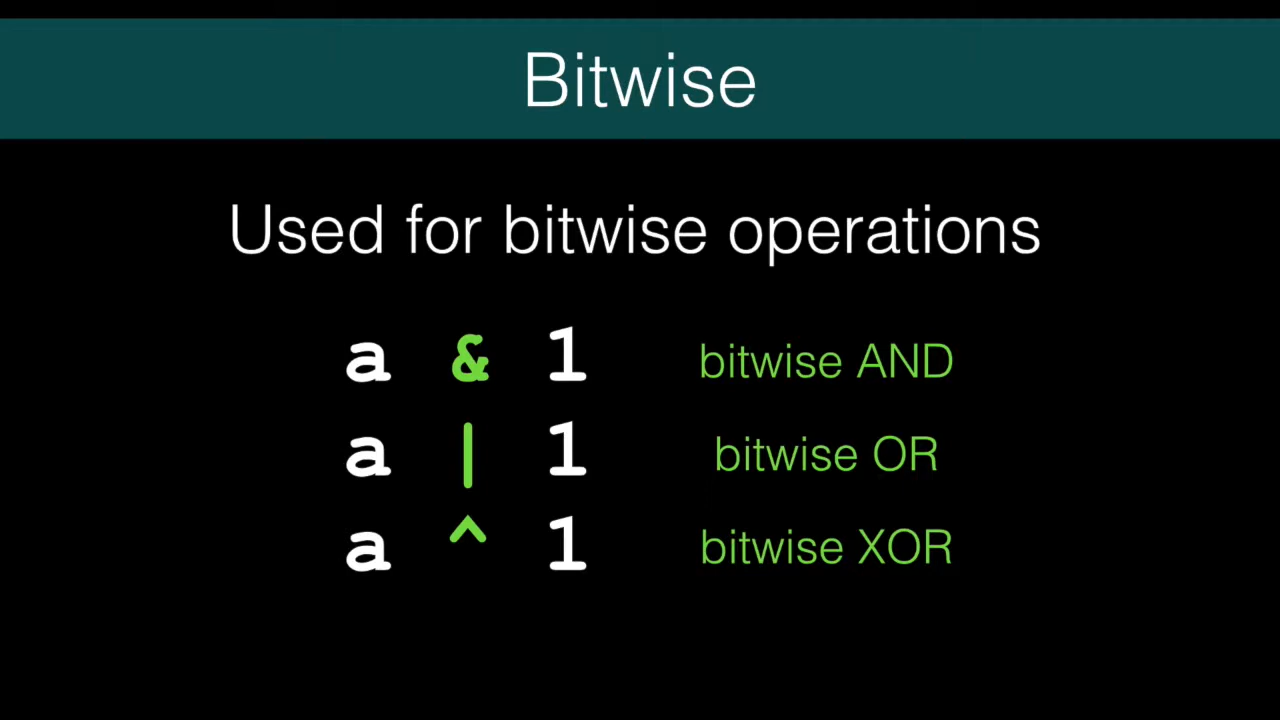 Bitwise
Used for bitwise operations
a & 1 bitwise AND
a | 1 bitwise OR
a ^ 1 bitwise XOR